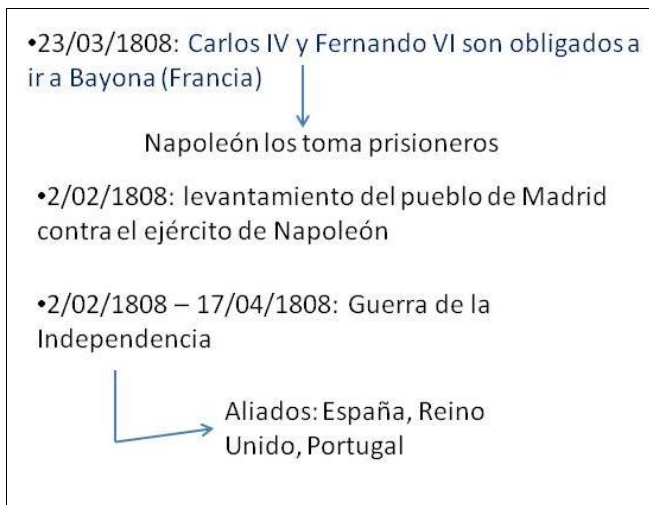 •23/03/1808: Carlos IV y Fernando VI son obligados a
ir a Bayona (Francia)
Napoleón los toma prisioneros
•2/02/1808: levantamiento del pueblo de Madrid
contra el ejército de Napoleón
•2/02/1808 – 17/04/1808: Guerra de la
Independencia
Aliados: España, Reino
Unido, Portugal